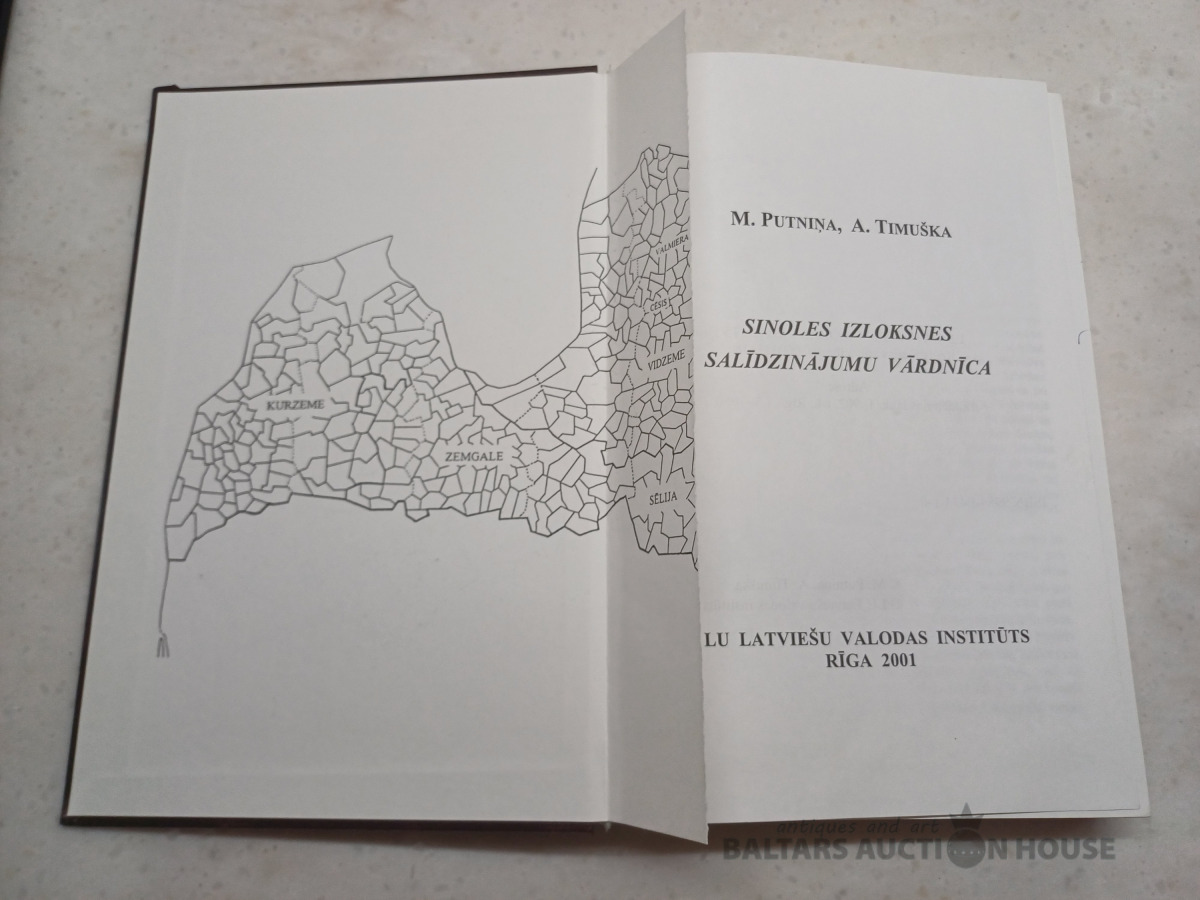 KURZEME
ZEMGALE
VALMIERA
CĒSIS
VIDZEME
SĒLIJA
M. PUTNIŅA, A. TIMUŠKA
SINOLES IZLOKSNES
SALĪDZINĀJUMU VĀRDNĪCA
LU LATVIEŠU VALODAS INSTITŪTS
RĪGA 2001
antiques and art
BALTARS AUCTION HOUSE